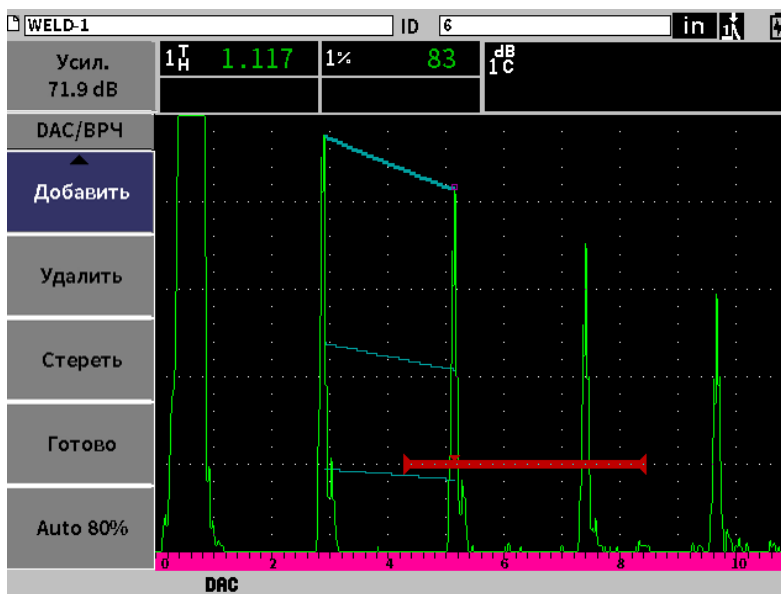 WELD-1 ID 6 in
Усил.
71.9 dB
1 T H 1.117 1% 83 1 dB C
DAC/ВРЧ
Добавить
Удалить
Стереть
Готово
Auto 80%
0 2 4 6 8 10
DAC